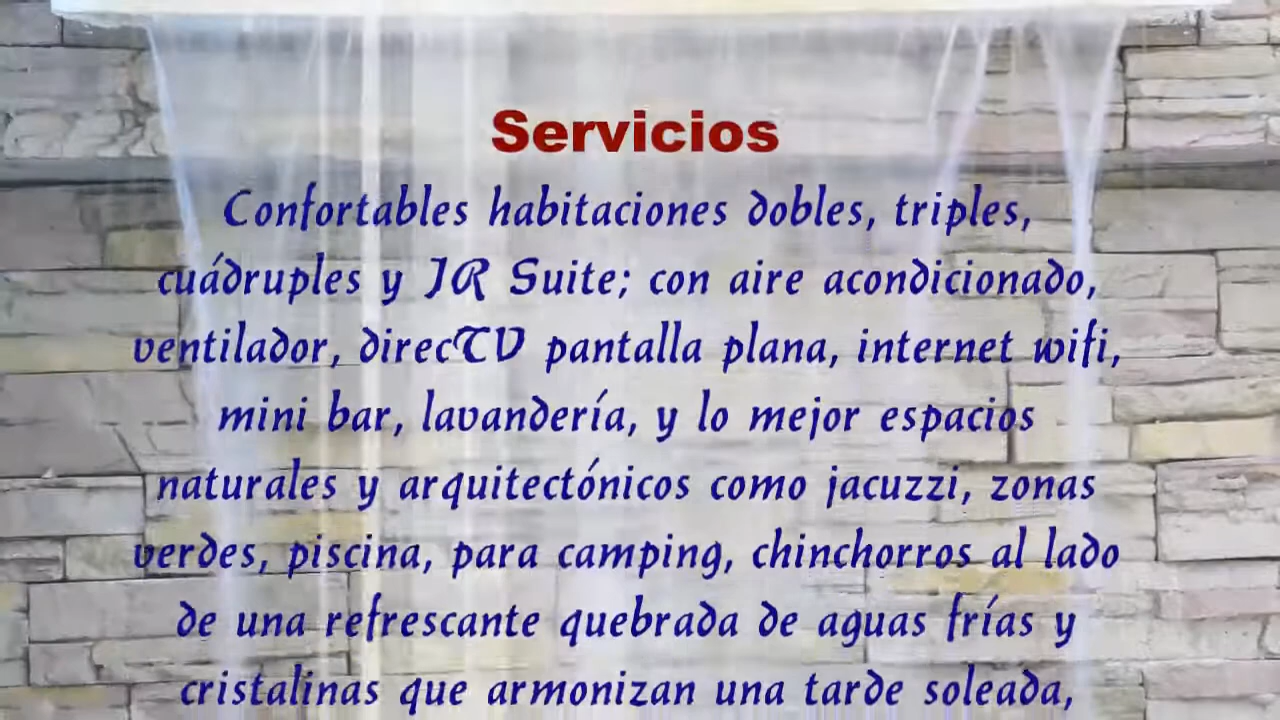 Servicios
Confortables habitaciones dobles, triples,
cuádruples y JR Suite; con aire acondicionado,
ventilador, direcTV pantalla plana, internet wifi,
mini bar, lavandería, y lo mejor espacios
naturales y arquitectónicos como jacuzzi, zonas
verdes, piscina, para camping, chinchorros al lado
de una refrescante quebrada de aguas frías y
cristalinas que armonizan una tarde soleada,